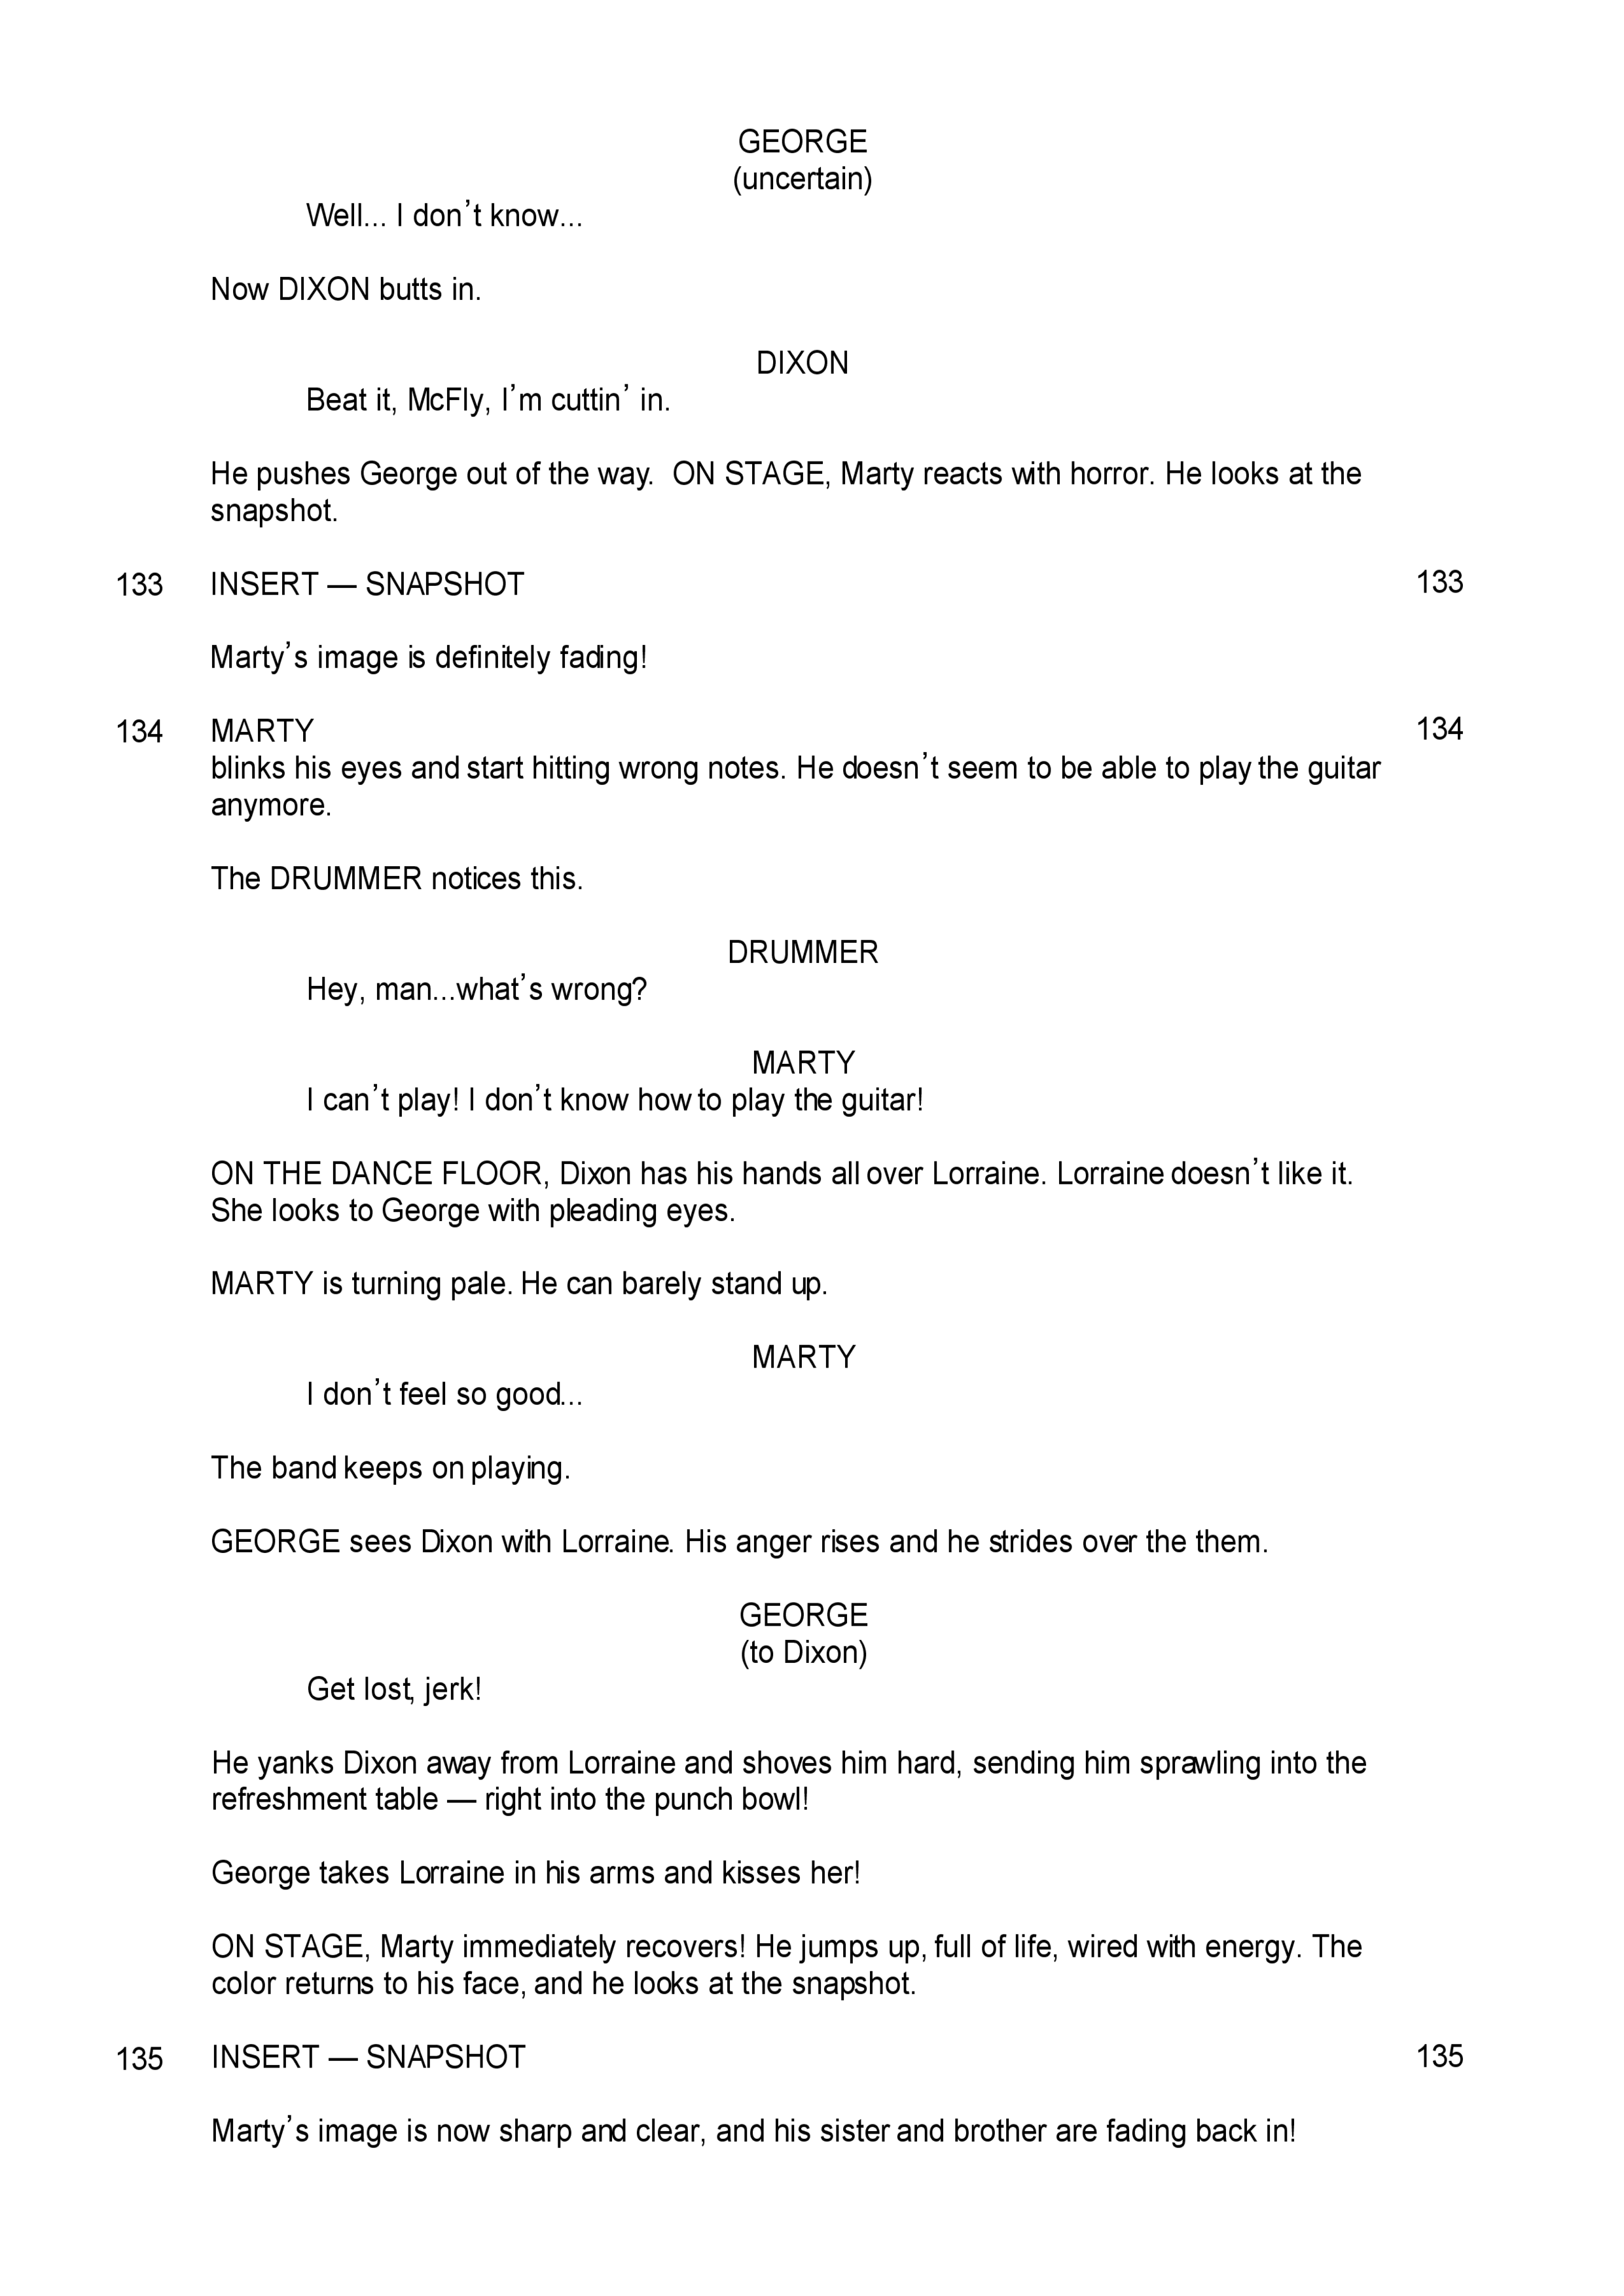 GEORGE
(uncertain)
Well... I don’t know...
Now DIXON butts in.
DIXON
Beat it, McFly, I’m cuttin’ in.
He pushes George out of the way.  ON STAGE, Marty reacts with horror. He looks at the
snapshot.
133 INSERT — SNAPSHOT 133
Marty’s image is definitely fading!
134 MARTY 134
blinks his eyes and start hitting wrong notes. He doesn’t seem to be able to play the guitar
anymore.
The DRUMMER notices this.
DRUMMER
Hey, man...what’s wrong?
MARTY
I can’t play! I don’t know how to play the guitar!
ON THE DANCE FLOOR, Dixon has his hands all over Lorraine. Lorraine doesn’t like it.
She looks to George with pleading eyes.
MARTY is turning pale. He can barely stand up.
MARTY
I don’t feel so good...
The band keeps on playing.
GEORGE sees Dixon with Lorraine. His anger rises and he strides over the them.
GEORGE
(to Dixon)
Get lost, jerk!
He yanks Dixon away from Lorraine and shoves him hard, sending him sprawling into the
refreshment table — right into the punch bowl!
George takes Lorraine in his arms and kisses her!
ON STAGE, Marty immediately recovers! He jumps up, full of life, wired with energy. The
color returns to his face, and he looks at the snapshot.
135 INSERT — SNAPSHOT 135
Marty’s image is now sharp and clear, and his sister and brother are fading back in!